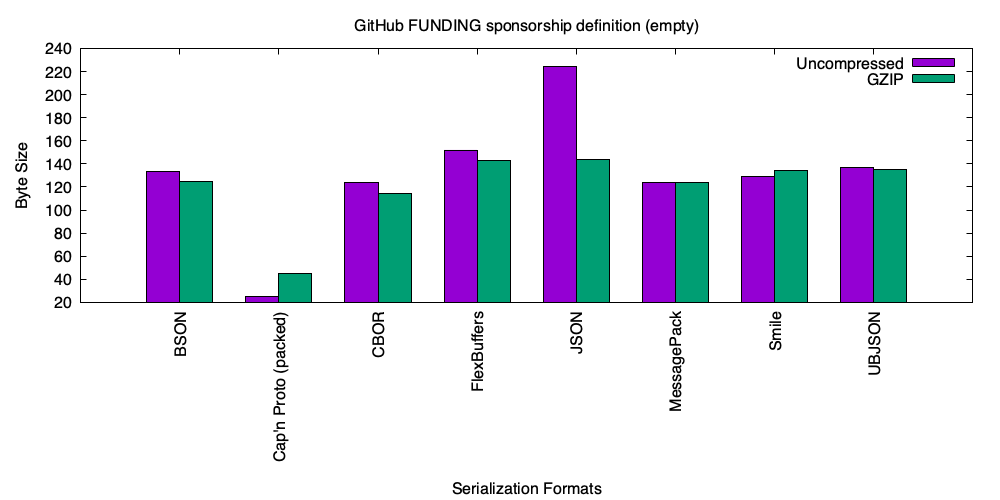 GitHub FUNDING sponsorship definition (empty)
240
220
200
180
160
140
120
100
80
60
40
20
Byte Size
Uncompressed
GZIP
BSON
Cap'n Proto (packed)
CBOR
FlexBuffers
JSON
MessagePack
Smile
UBJSON
Serialization Formats